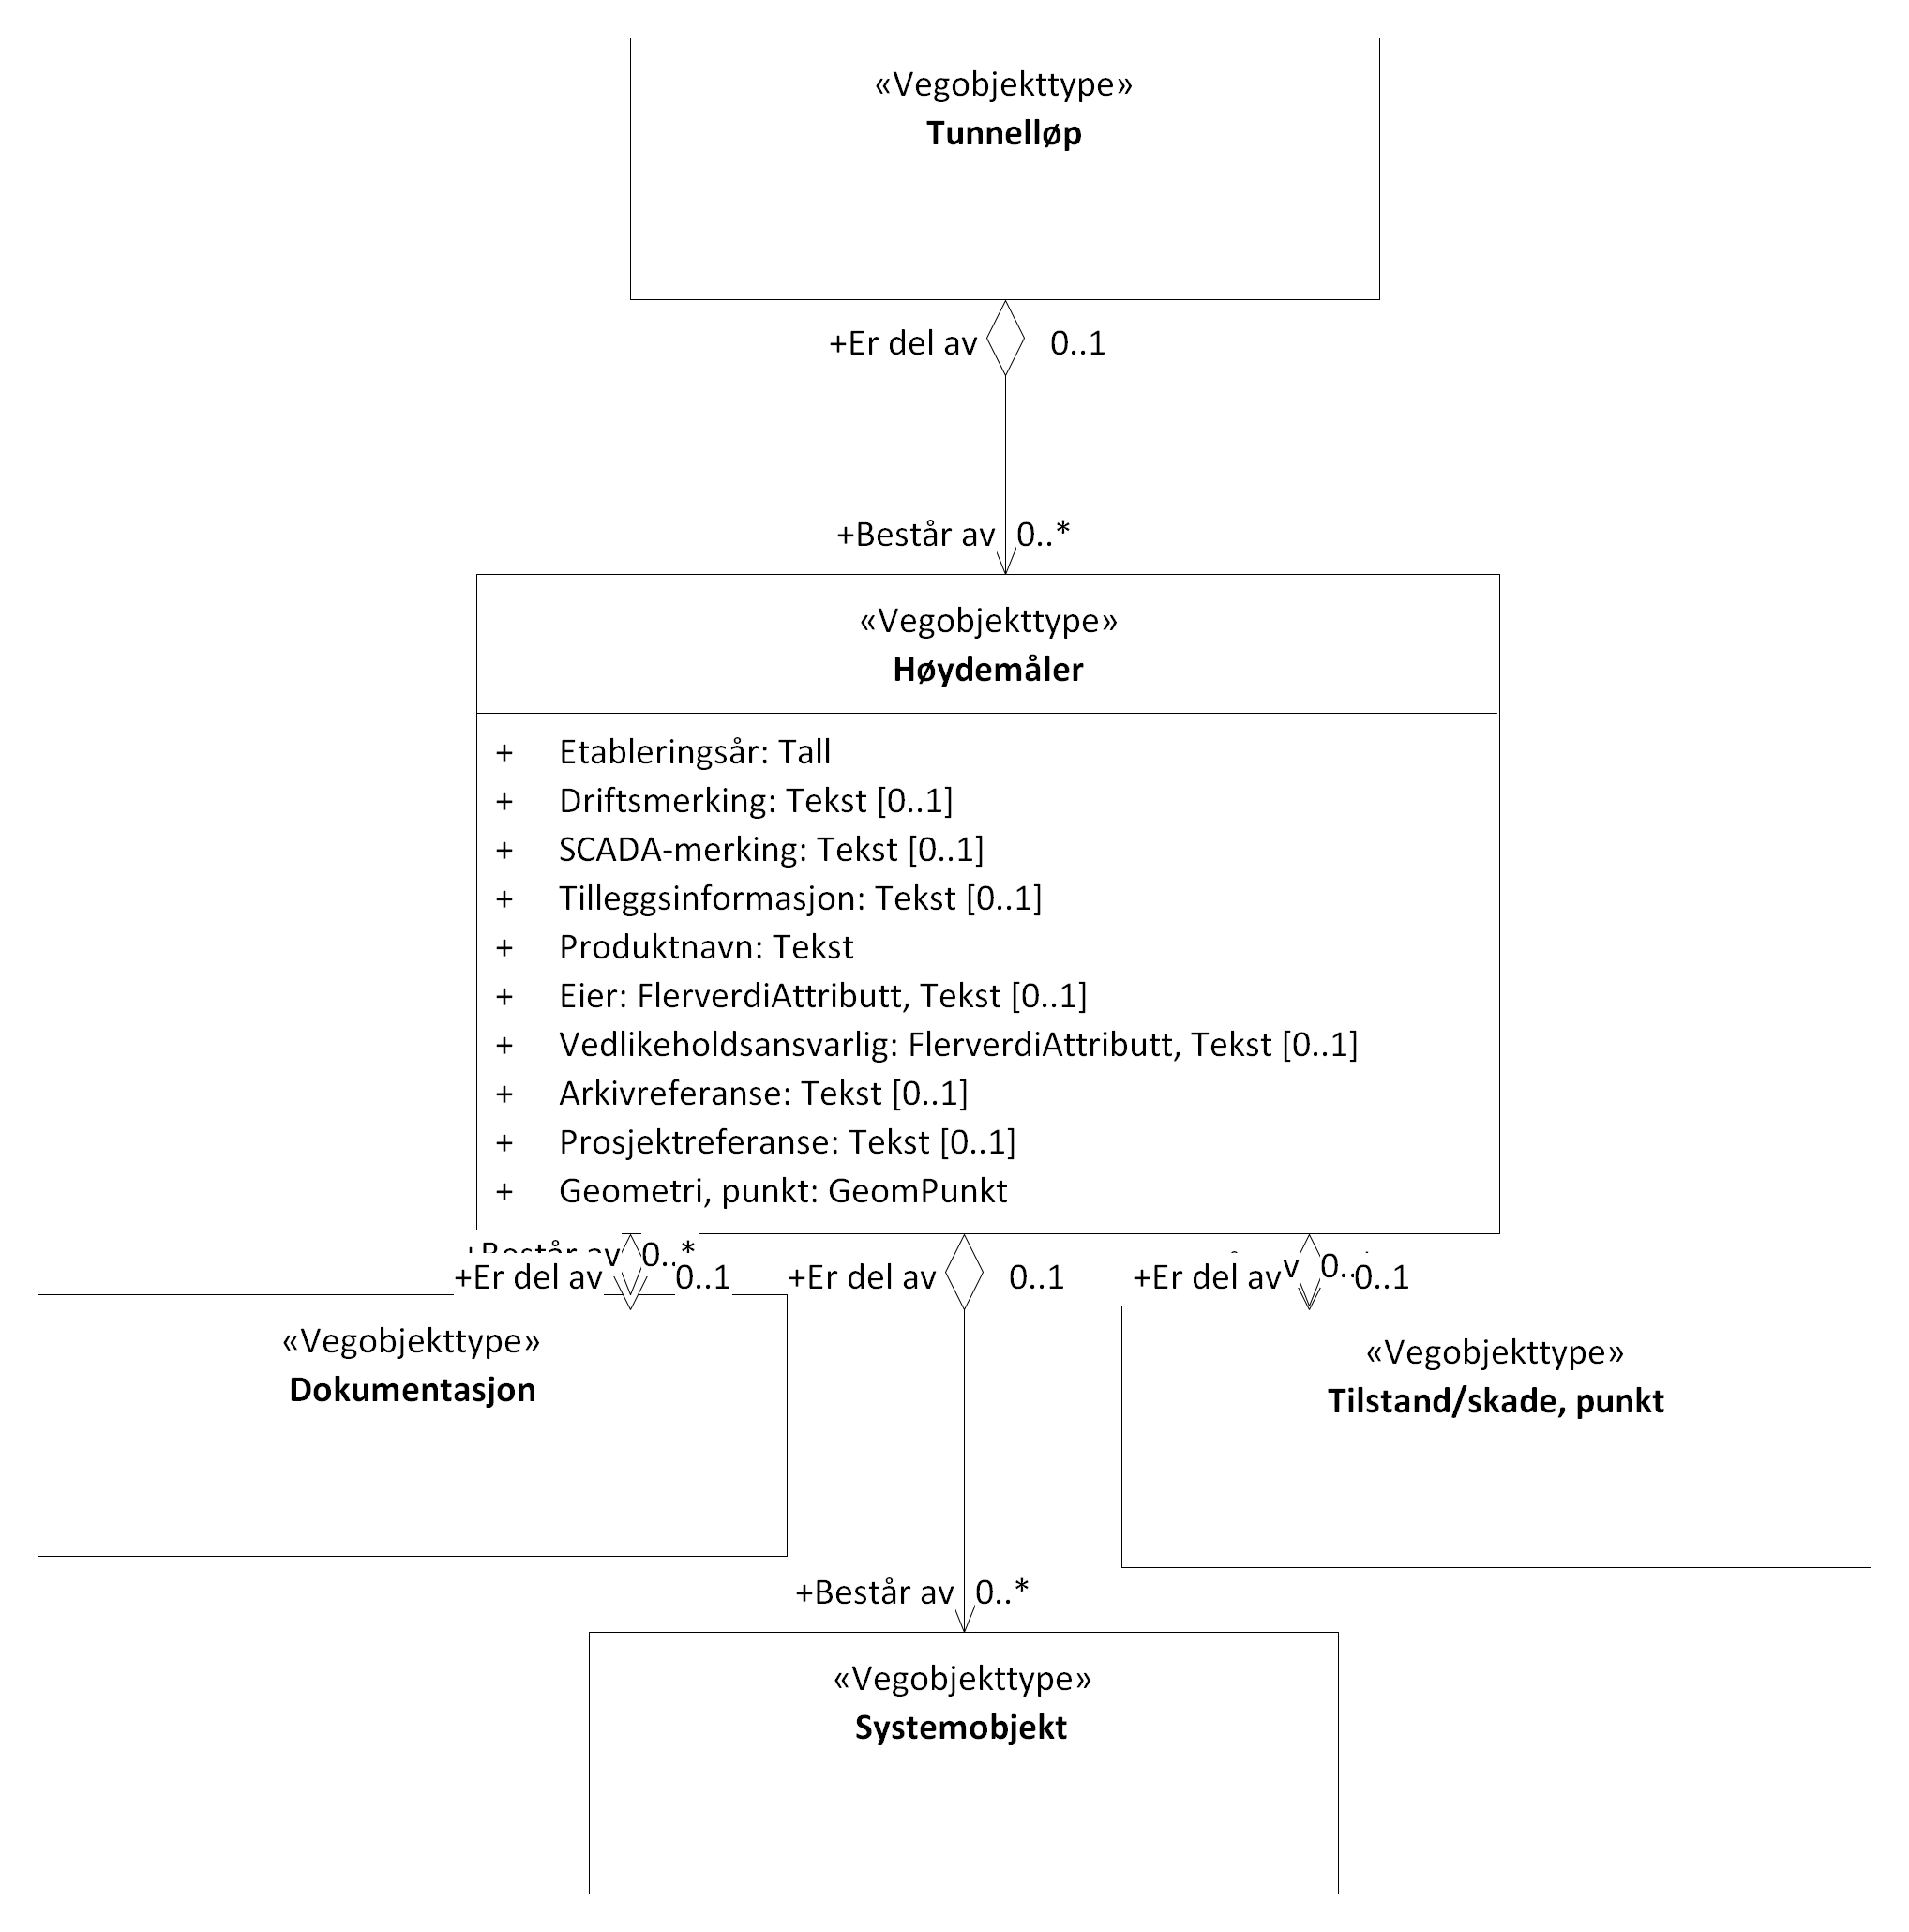 «Vegobjekttype»
Tunnelløp
+Er del av 0..1
+Består av 0..*
«Vegobjekttype»
Høydemåler
+ Etableringsår: Tall
+ Driftsmerking: Tekst [0..1]
+ SCADA-merking: Tekst [0..1]
+ Tilleggsinformasjon: Tekst [0..1]
+ Produktnavn: Tekst
+ Eier: FlerverdiAttributt, Tekst [0..1]
+ Vedlikeholdsansvarlig: FlerverdiAttributt, Tekst [0..1]
+ Arkivreferanse: Tekst [0..1]
+ Prosjektreferanse: Tekst [0..1]
+ Geometri, punkt: GeomPunkt
+Består av 0..*
+Er del av 0..1
+Er del av 0..1
+Er del av 0..1
«Vegobjekttype»
Dokumentasjon
«Vegobjekttype»
Tilstand/skade, punkt
+Består av 0..*
«Vegobjekttype»
Systemobjekt